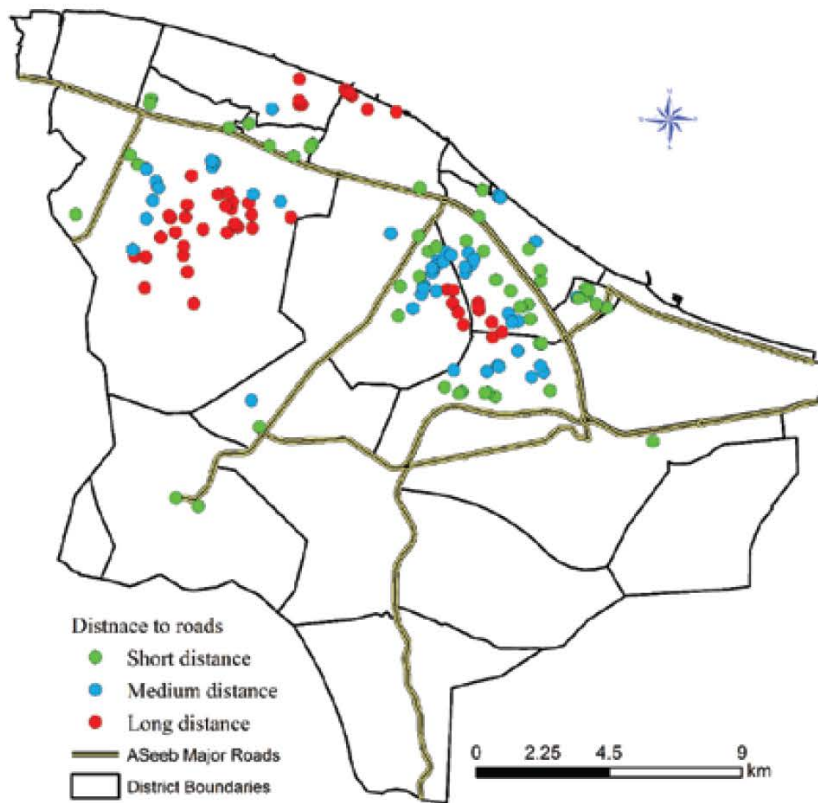 Distnace to roads
Short distance
Medium distance
Long distance
ASeeb Major Roads
District Boundaries
0 2.25 4.5 9
km